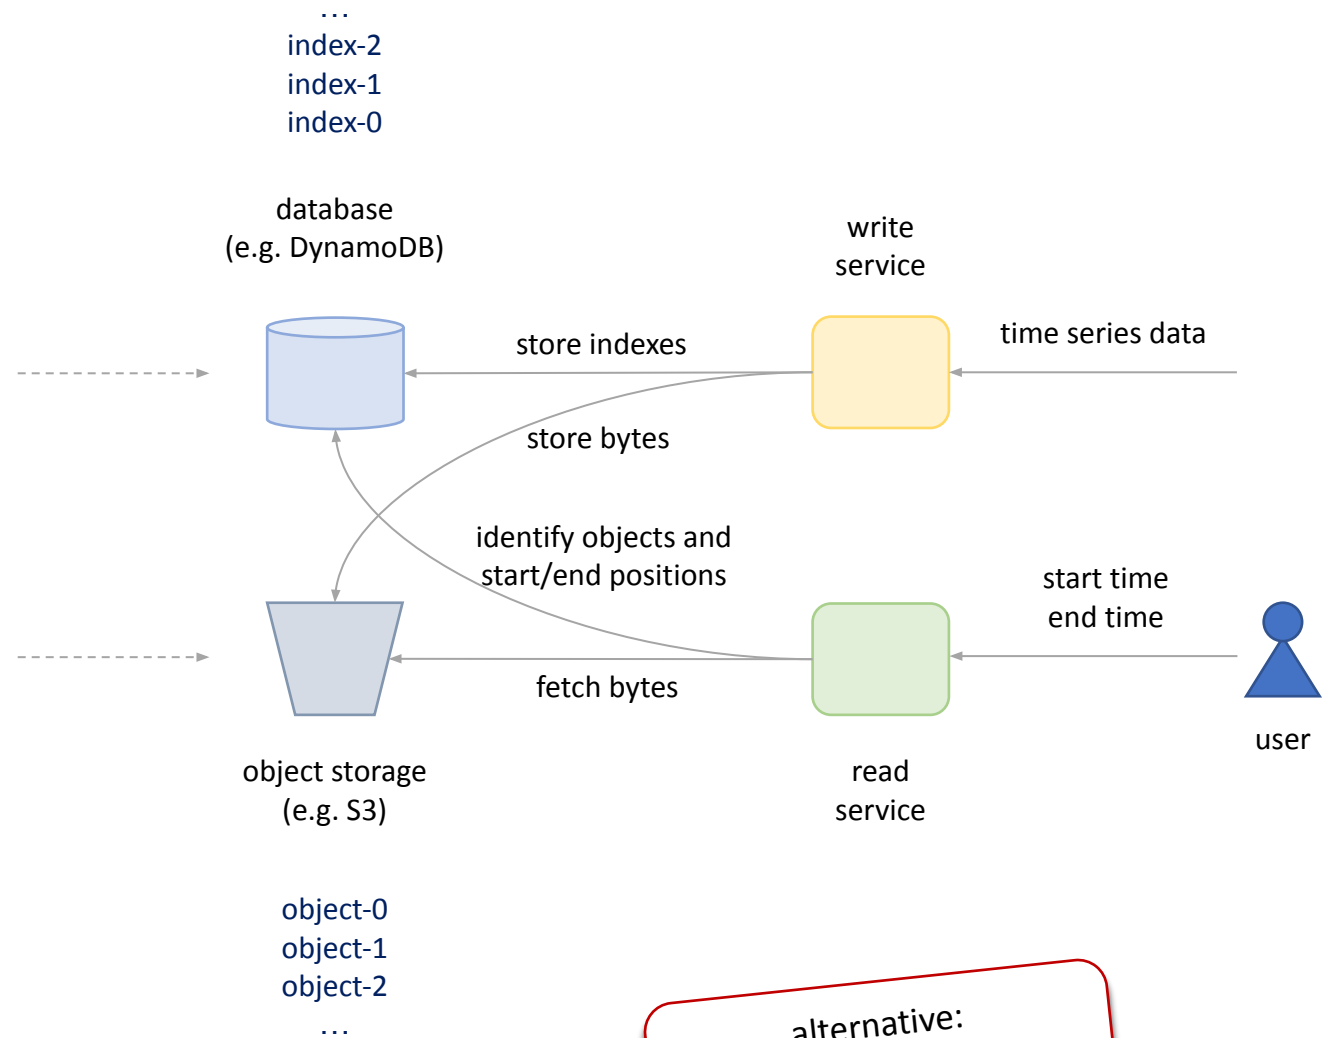 …
index-2
index-1
index-0
database
(e.g. DynamoDB)
write
service
store indexes
time series data
store bytes
identify objects and
start/end positions
start time
end time
fetch bytes
user
object storage
(e.g. S3)
read
service
object-0
object-1
object-2
…
alternative: